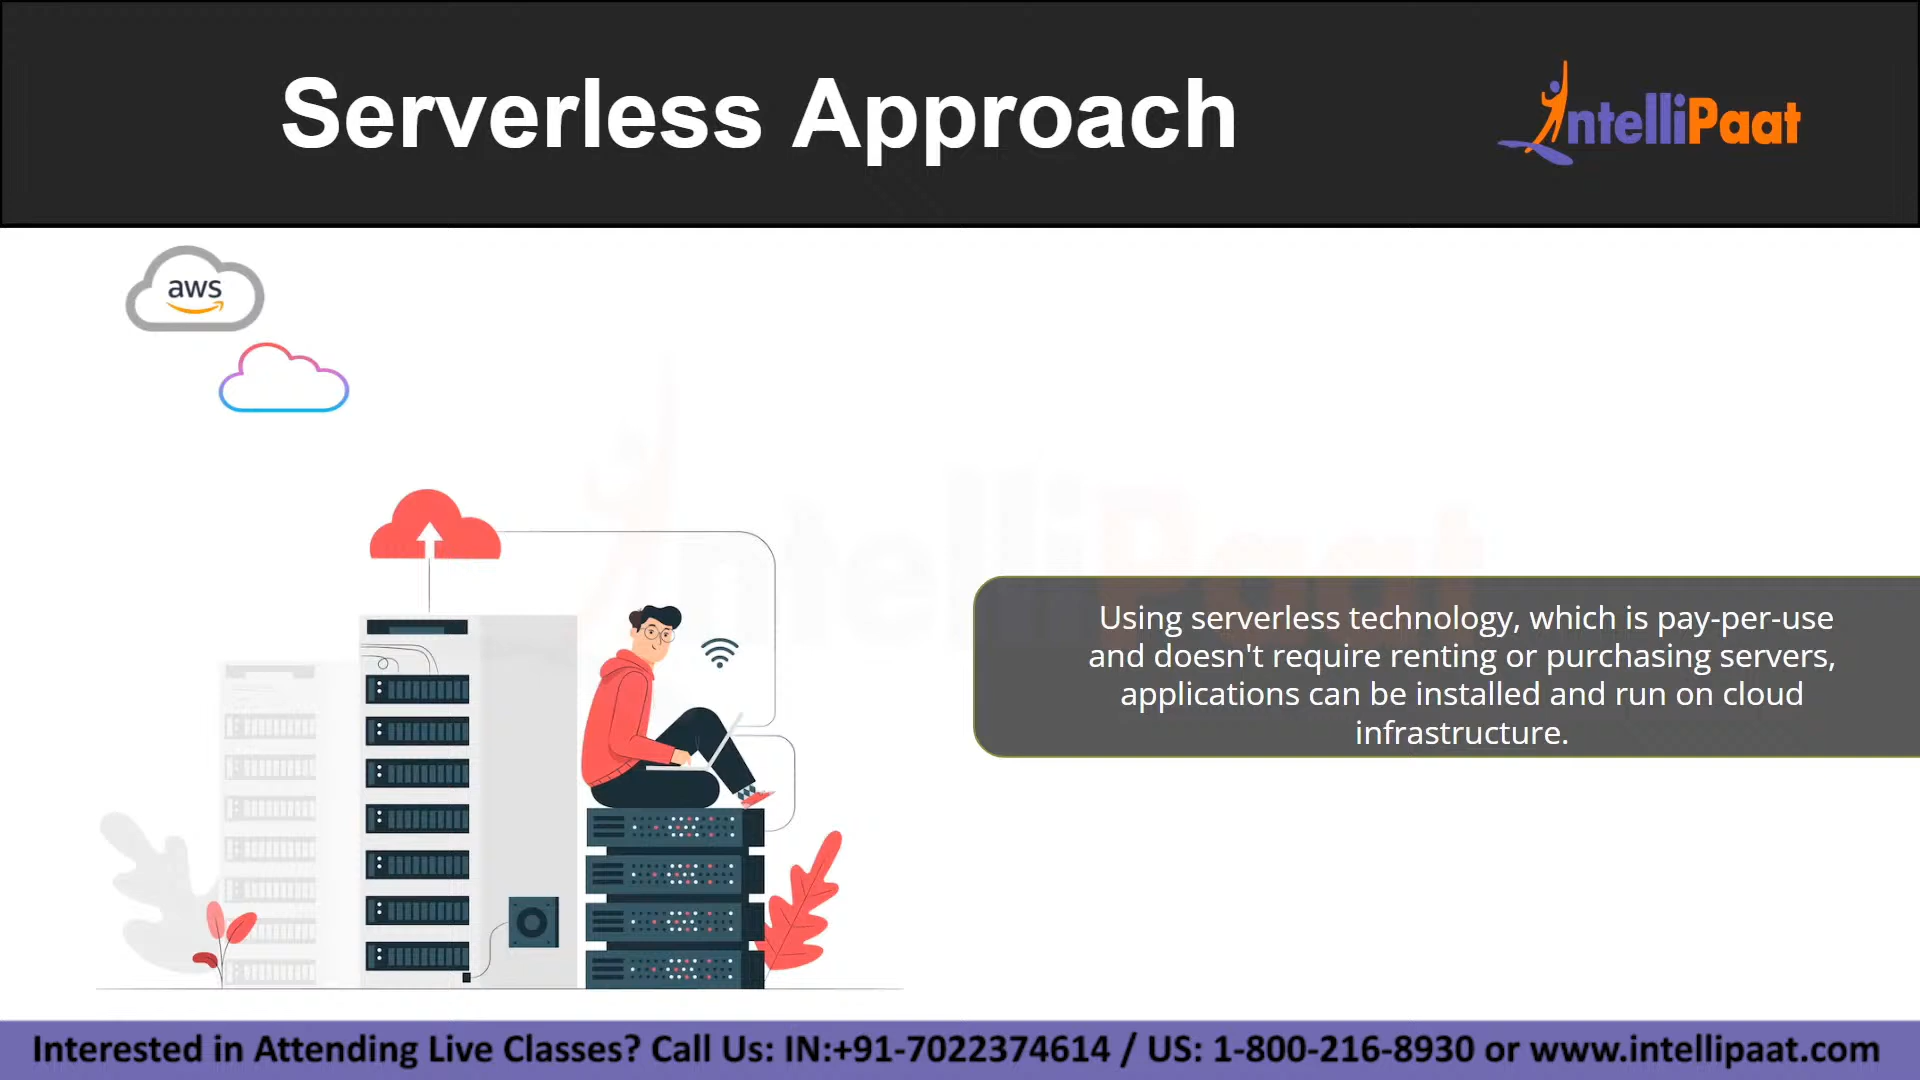 Serverless Approach
IntelliPaat
aws
IntelliPaat
Using serverless technology, which is pay-per-use
and doesn't require renting or purchasing servers,
applications can be installed and run on cloud
infrastructure.
Interested in Attending Live Classes? Call Us: IN:+91-7022374614 / US: 1-800-216-8930 or www.intellipaat.com